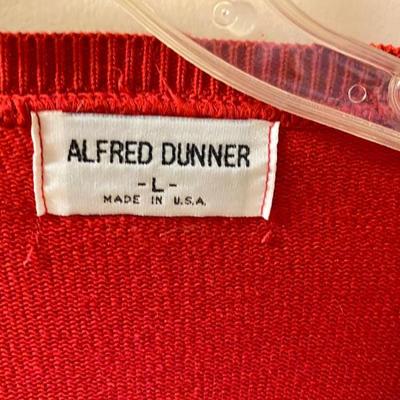 ALFRED DUNNER
-L-
MADE IN U.S.A.